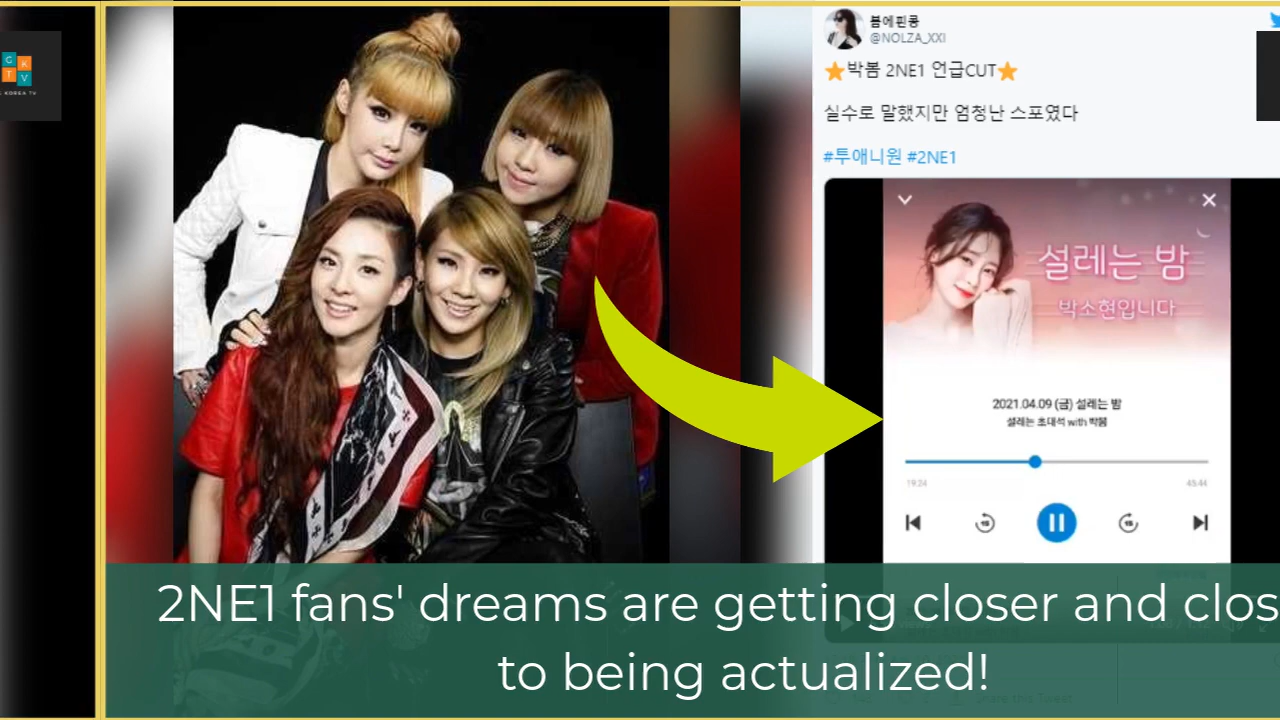 G K
T V
KOREA TV
봄에핀콩
@NOLZA_XXI
박봄 2NE1 언급CUT
실수로 말했지만 엄청난 스포였다
#투애니원 #2NE1
설레는 밤
박소현입니다
2021.04.09 (금) 설레는 밤
설레는 초대석 with 박봄
19:24
45:44
15
15
2NE1 fans' dreams are getting closer and clos
to being actualized!